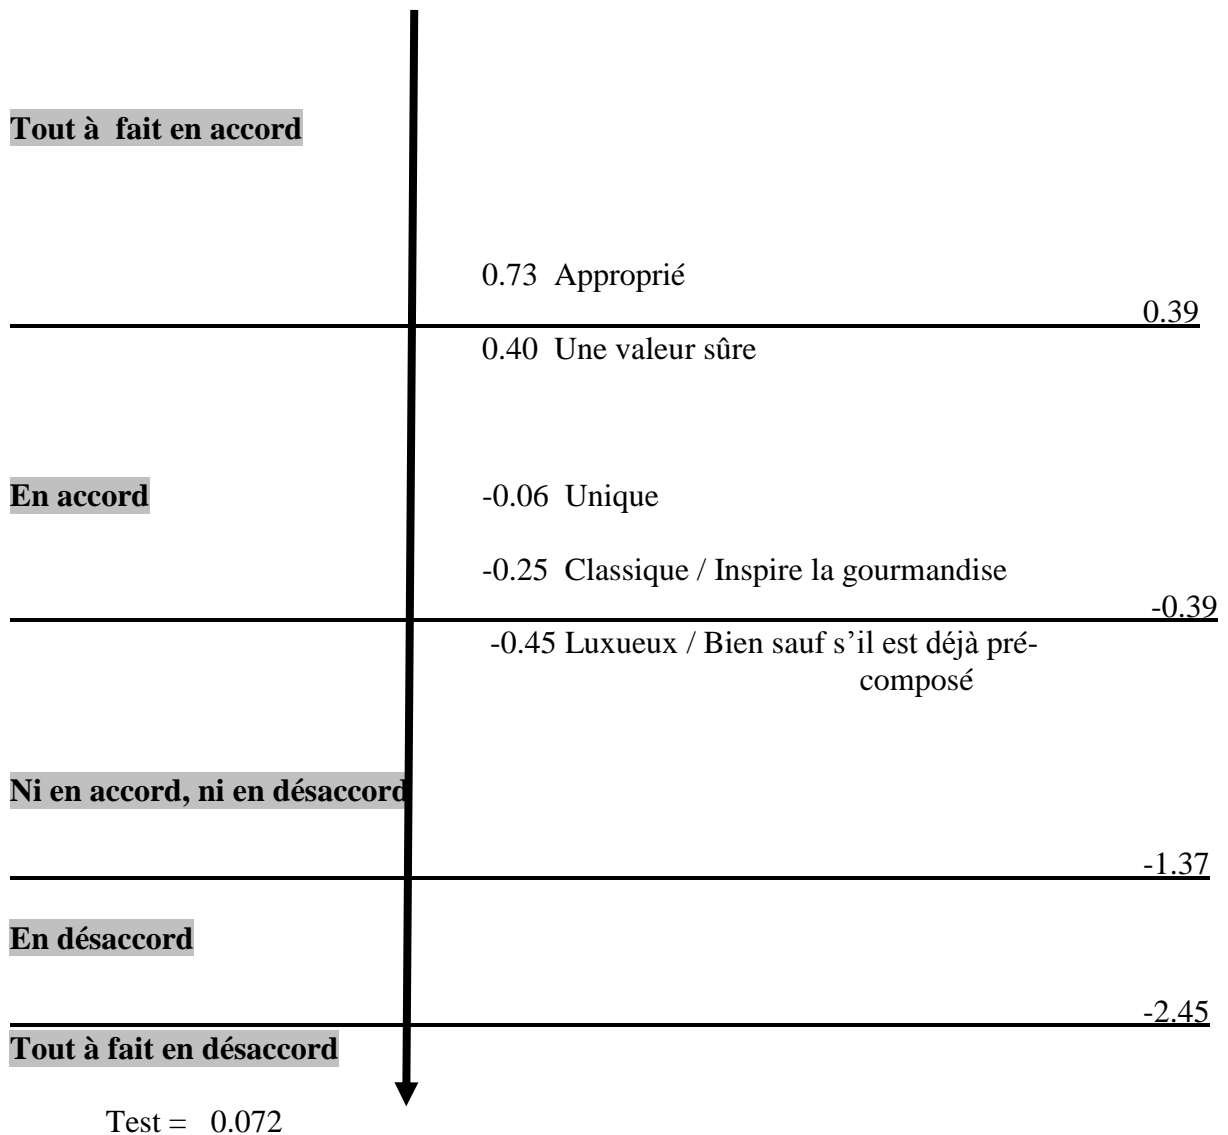 Tout à  fait en accord
0.73  Approprié
0.39
0.40  Une valeur sûre
En accord
-0.06  Unique
-0.25  Classique / Inspire la gourmandise
-0.39
-0.45 Luxueux / Bien sauf s’il est déjà pré-
composé
Ni en accord, ni en désaccord
-1.37
En désaccord
-2.45
Tout à fait en désaccord
Test =   0.072